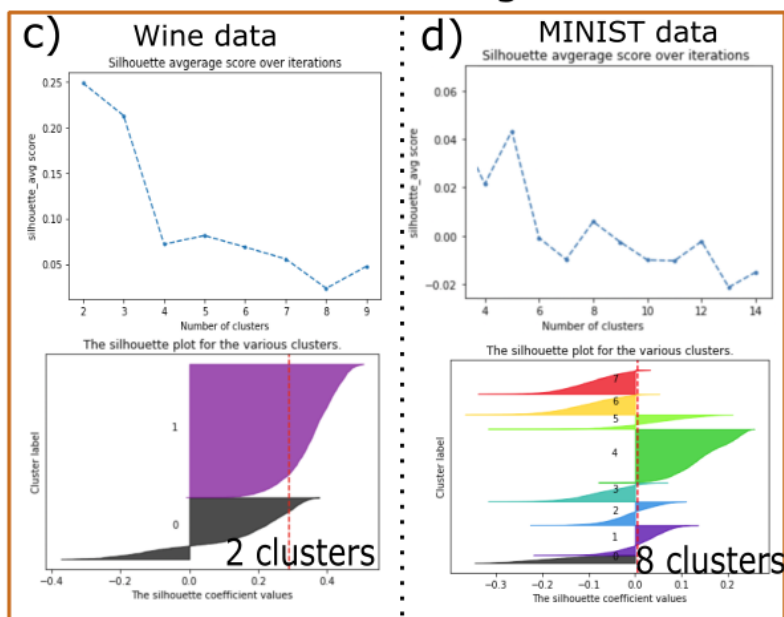 c)
Wine data
Silhouette avgerage score over iterations
0.25
0.20
0.15
0.10
0.05
silhouette_avg score
2 3 4 5 6 7 8 9
Number of clusters
The silhouette plot for the various clusters.
1
0
Cluster label
2 clusters
−0.4 −0.2 0.0 0.2 0.4
The silhouette coefficient values
d)
MINIST data
Silhouette avgerage score over iterations
0.06
0.04
0.02
0.00
−0.02
silhouette_avg score
4 6 8 10 12 14
Number of clusters
The silhouette plot for the various clusters.
7
6
5
4
3
2
1
0
Cluster label
8 clusters
−0.3 −0.2 −0.1 0.0 0.1 0.2
The silhouette coefficient values